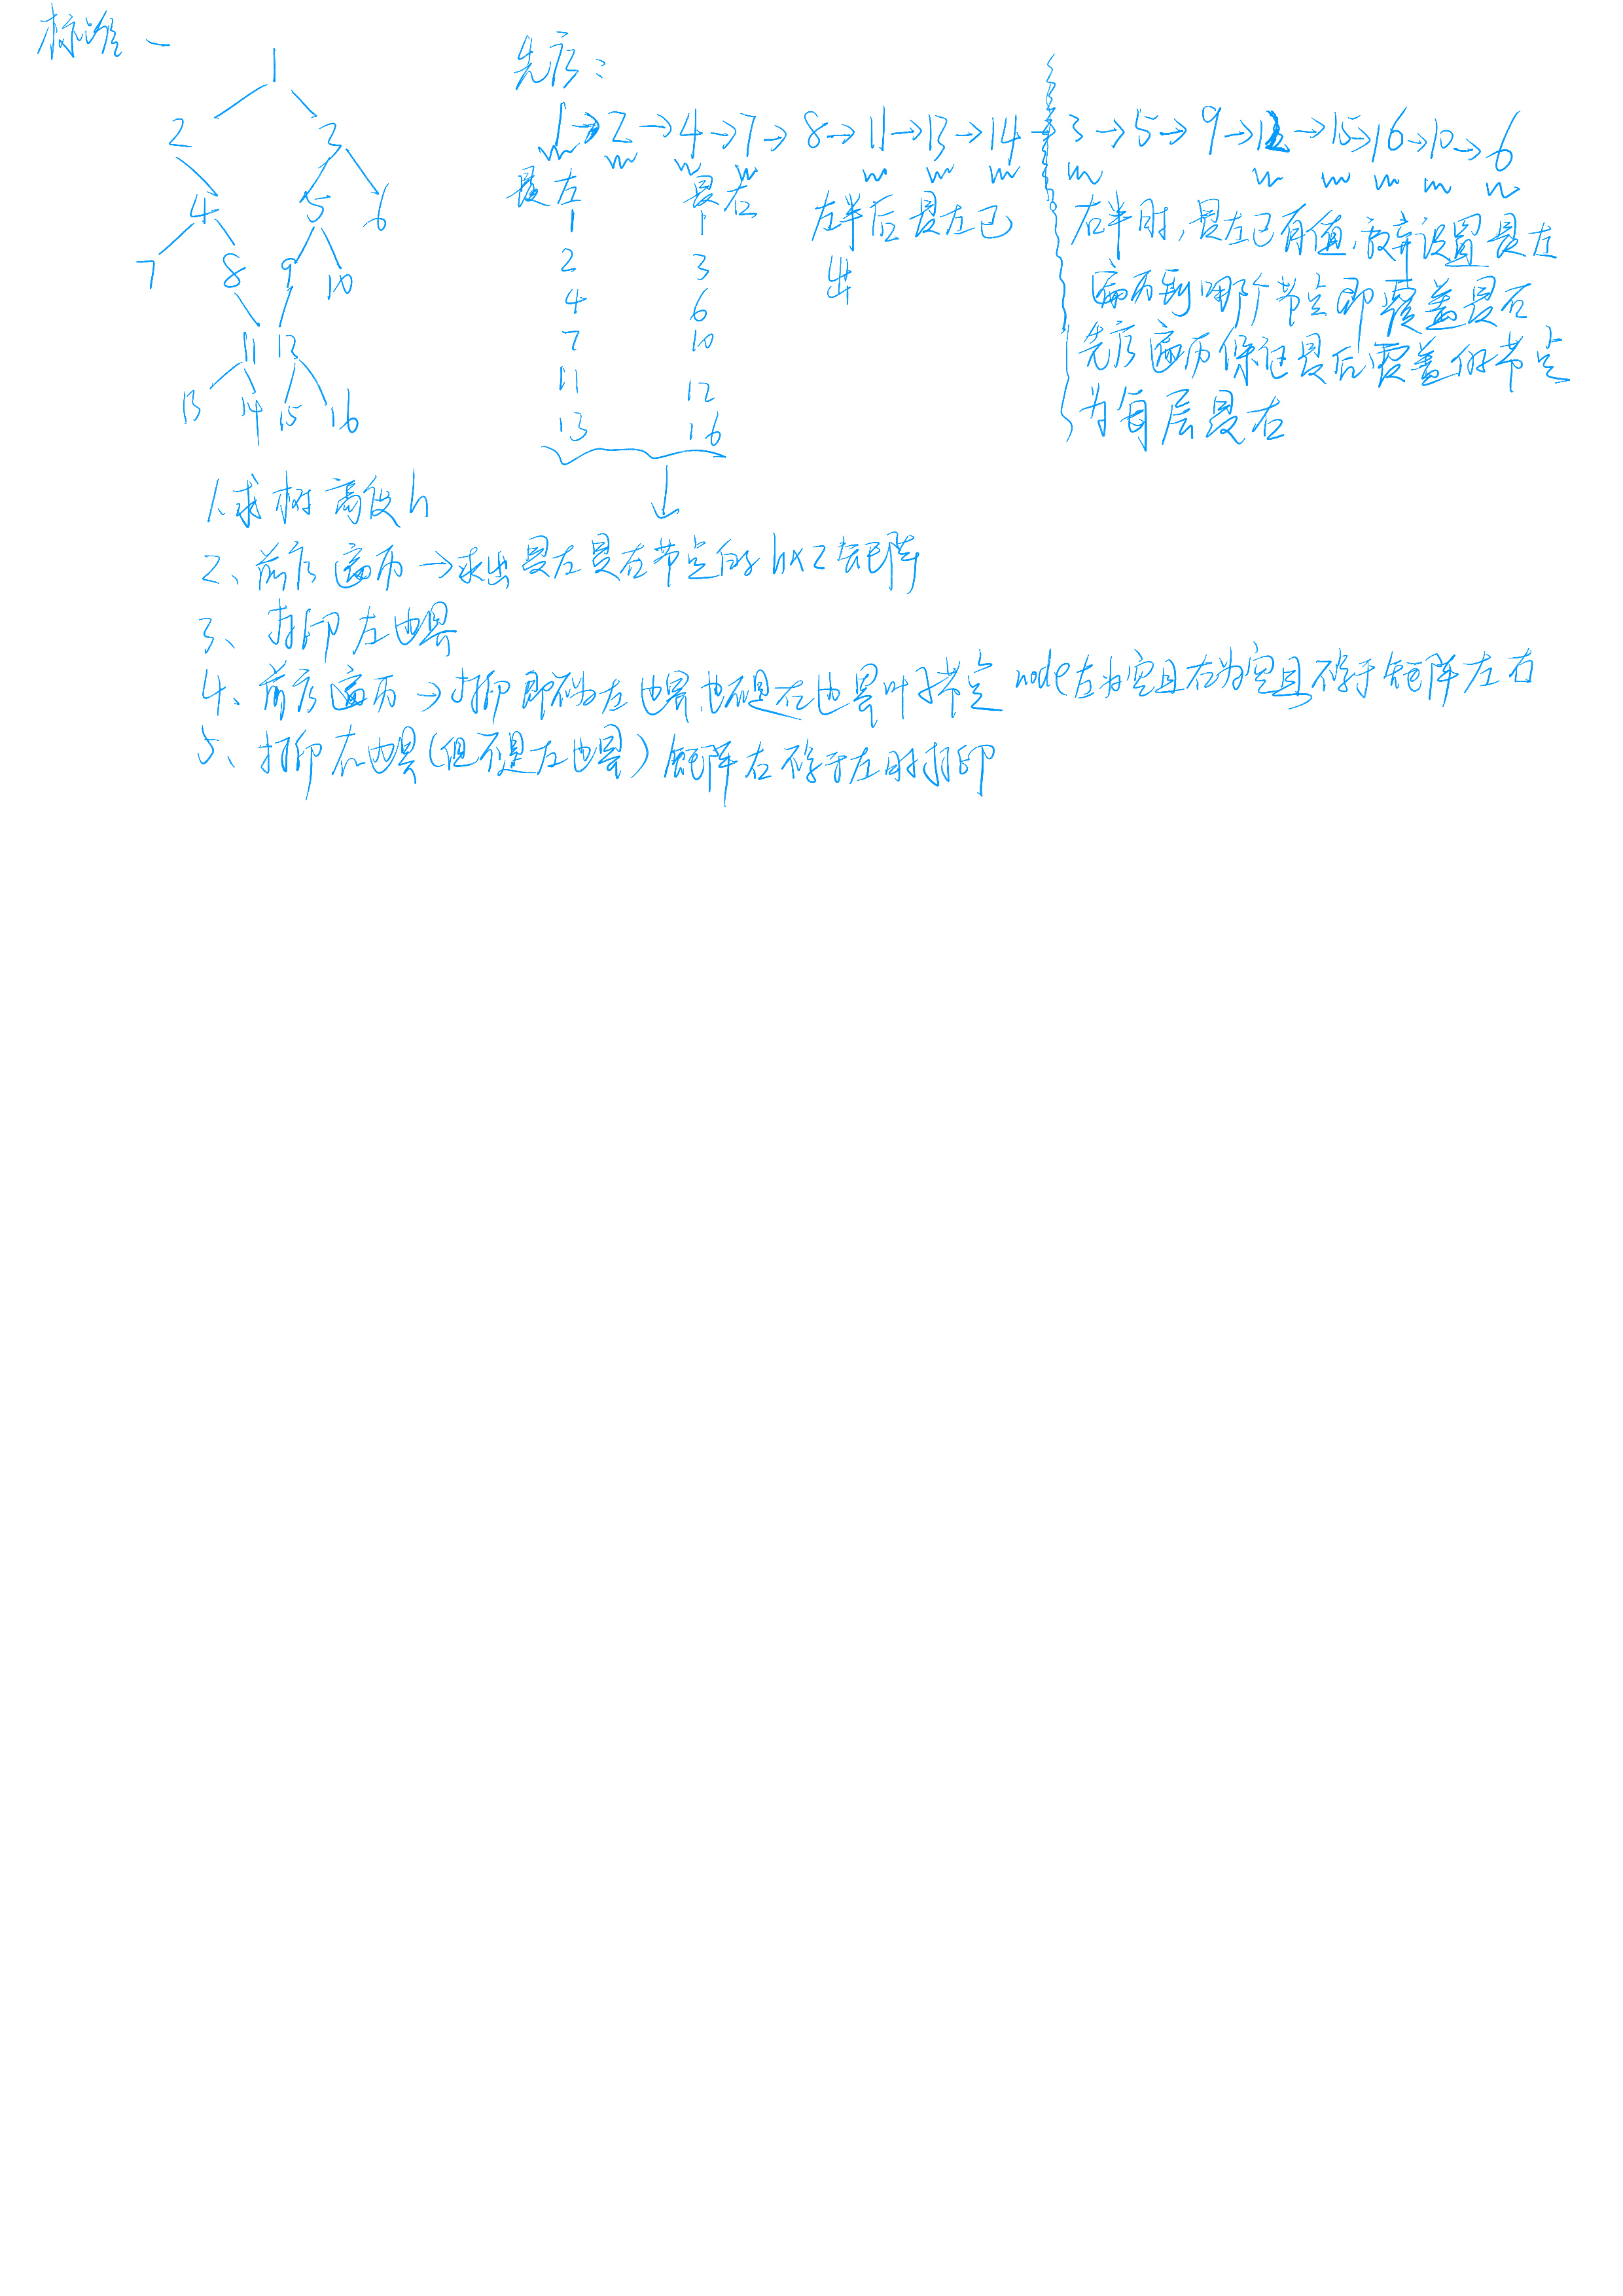 标准一
1
2 3
4 5 6
7 8 9 10
11 12
13 14 15 16
先序：
1→2→4→7→8→11→13→14→3→5→9→12→15→16→10→6
最左 最右
1 1
2 3
4 6
7 10
11 12
13 16
左半后最左已
出
右半时，最左已有值，放弃设置最左
遍历到哪个节点即覆盖最右
先序遍历保证最后覆盖的节点
为每层最右
1、求树高度h
2、前序遍历→求出最左最右节点的h×2矩阵
3、打印左边界
4、前序遍历→打印即不为左边界也不是右边界叶子节点 node左为空且右为空且不等于矩阵左右
5、打印右边界(但不是左边界) 矩阵右不等于左时打印